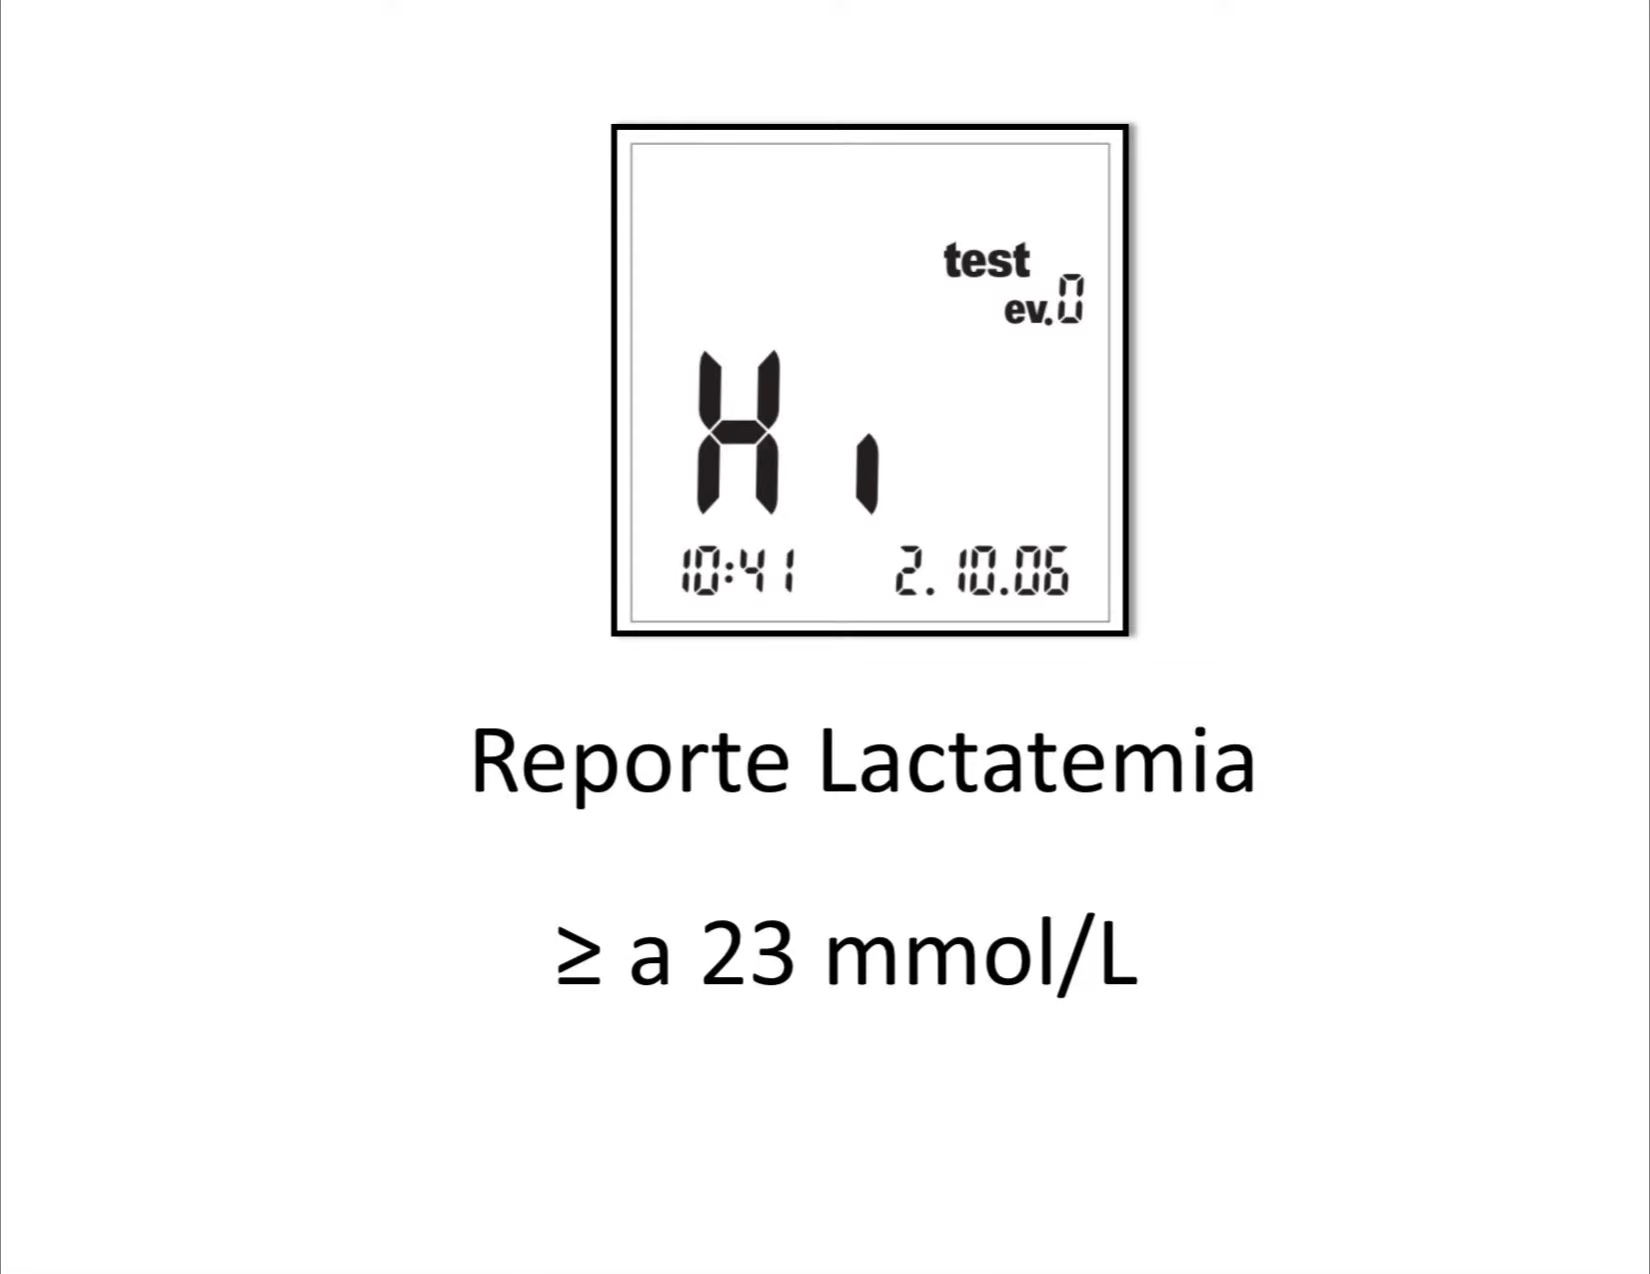 test
ev.0
Hi
10:41 2.10.06
Reporte Lactatemia
≥ a 23 mmol/L